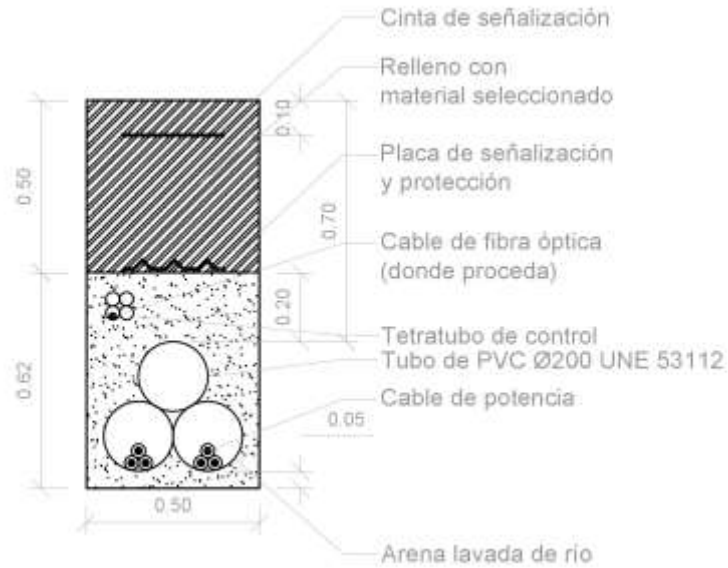 Cinta de señalización
Relleno con
material seleccionado
0.10
0.50
Placa de señalización
y protección
0.70
Cable de fibra óptica
(donde proceda)
0.20
Tetratubo de control
Tubo de PVC Ø200 UNE 53112
0.62
Cable de potencia
0.05
0.50
Arena lavada de río